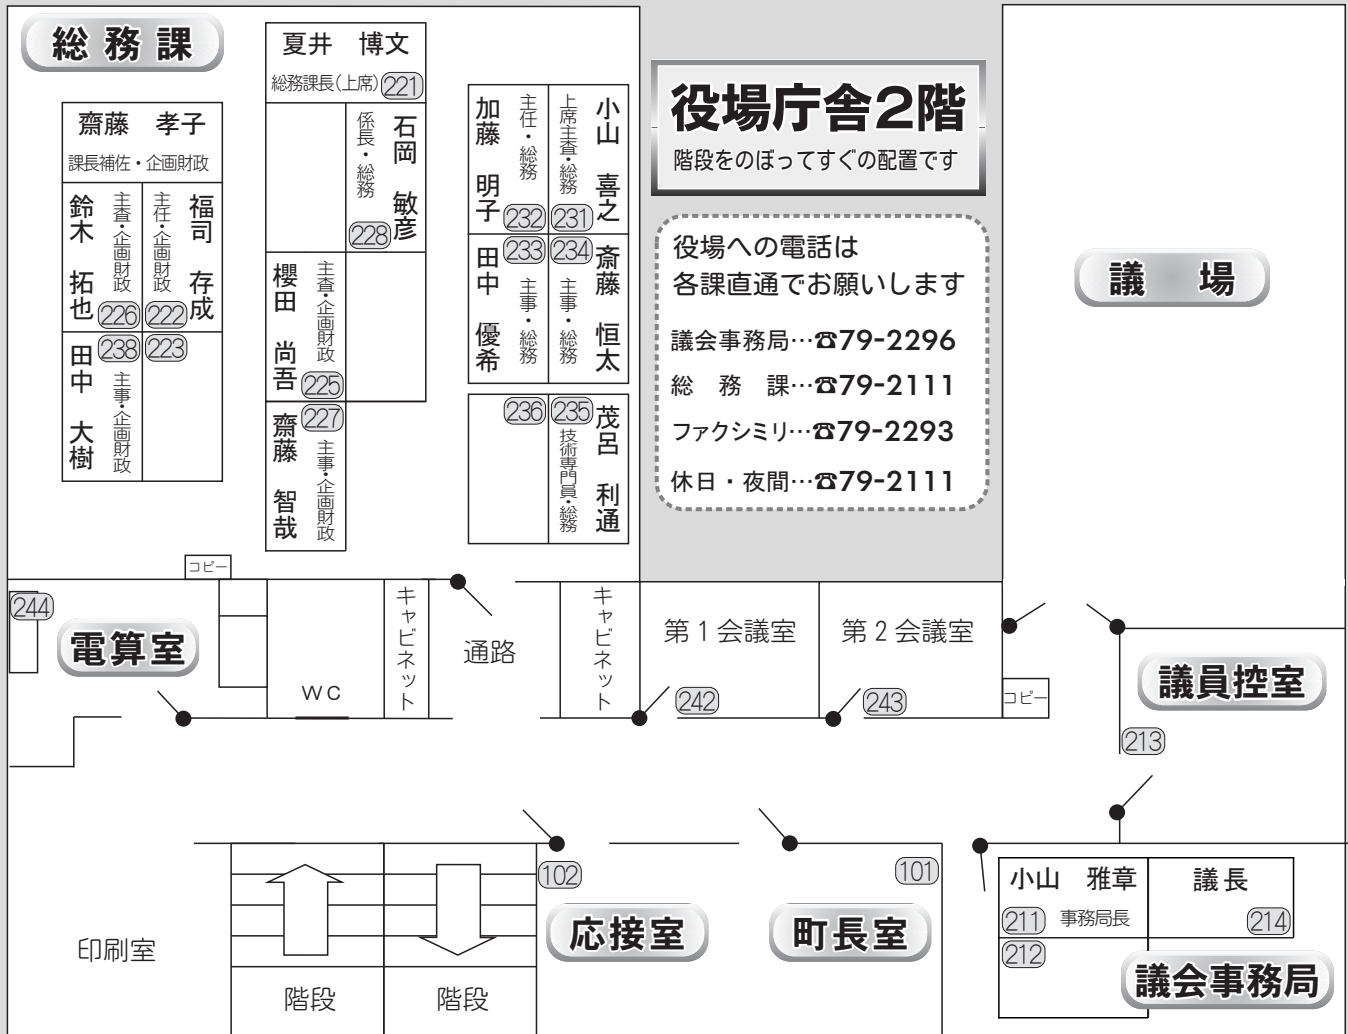 総務課
夏井 博文
総務課長(上席) 221
石岡 敏彦
係長・総務
228
櫻田 尚吾
主査・企画財政
225
齋藤 智哉
227
主事・企画財政
齋藤 孝子
課長補佐・企画財政
鈴木 拓也
主査・企画財政
226
福司 存成
主任・企画財政
222
田中 大樹
238
主事・企画財政
223
加藤 明子
主任・総務
232
小山 喜之
上席主査・総務
231
田中 優希
233
主事・総務
斎藤 恒太
234
主事・総務
236
茂呂 利通
235
技術専門員・総務
役場庁舎2階
階段をのぼってすぐの配置です
役場への電話は
各課直通でお願いします
議会事務局…☎79-2296
総務課…☎79-2111
ファクシミリ…☎79-2293
休日・夜間…☎79-2111
議場
コピー
244
電算室
WC
キャビネット
通路
キャビネット
第1会議室
242
第2会議室
243
コピー
議員控室
213
印刷室
階段
階段
102
応接室
101
町長室
小山 雅章
211 事務局長
212
議長
214
議会事務局